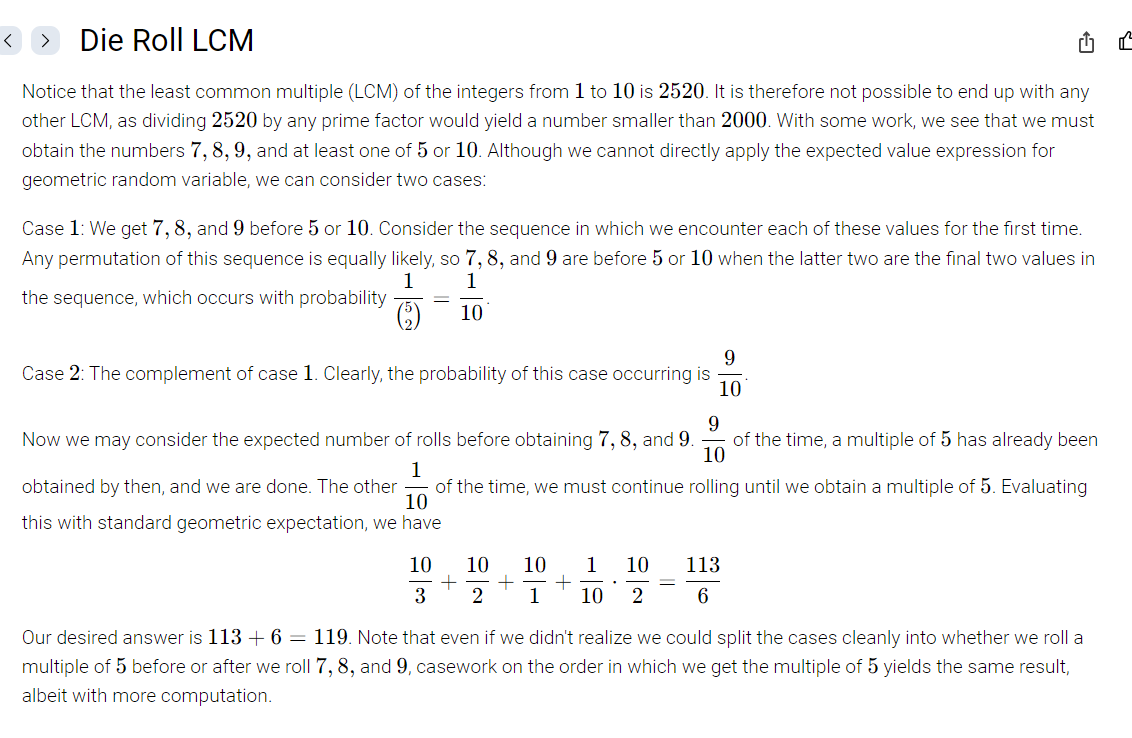 Die Roll LCM
Notice that the least common multiple (LCM) of the integers from 1 to 10 is 2520. It is therefore not possible to end up with any
other LCM, as dividing 2520 by any prime factor would yield a number smaller than 2000. With some work, we see that we must
obtain the numbers 7, 8, 9, and at least one of 5 or 10. Although we cannot directly apply the expected value expression for
geometric random variable, we can consider two cases:
Case 1: We get 7, 8, and 9 before 5 or 10. Consider the sequence in which we encounter each of these values for the first time.
Any permutation of this sequence is equally likely, so 7, 8, and 9 are before 5 or 10 when the latter two are the final two values in
the sequence, which occurs with probability \frac{1}{\binom{5}{2}} = \frac{1}{10}.
Case 2: The complement of case 1. Clearly, the probability of this case occurring is \frac{9}{10}.
Now we may consider the expected number of rolls before obtaining 7, 8, and 9. \frac{9}{10} of the time, a multiple of 5 has already been
obtained by then, and we are done. The other \frac{1}{10} of the time, we must continue rolling until we obtain a multiple of 5. Evaluating
this with standard geometric expectation, we have
\frac{10}{3} + \frac{10}{2} + \frac{10}{1} + \frac{1}{10} \cdot \frac{10}{2} = \frac{113}{6}
Our desired answer is 113 + 6 = 119. Note that even if we didn't realize we could split the cases cleanly into whether we roll a
multiple of 5 before or after we roll 7, 8, and 9, casework on the order in which we get the multiple of 5 yields the same result,
albeit with more computation.